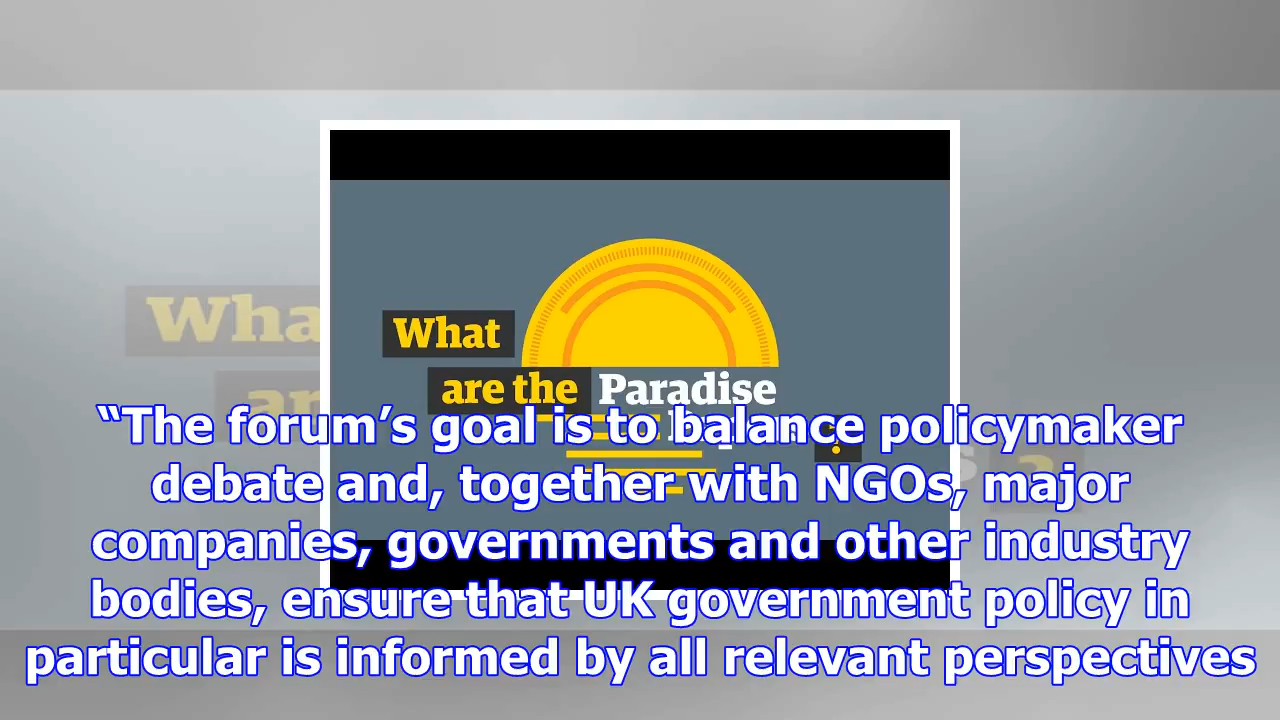 What
are the Paradise
?
“The forum’s goal is to balance policymaker
debate and, together with NGOs, major
companies, governments and other industry
bodies, ensure that UK government policy in
particular is informed by all relevant perspectives